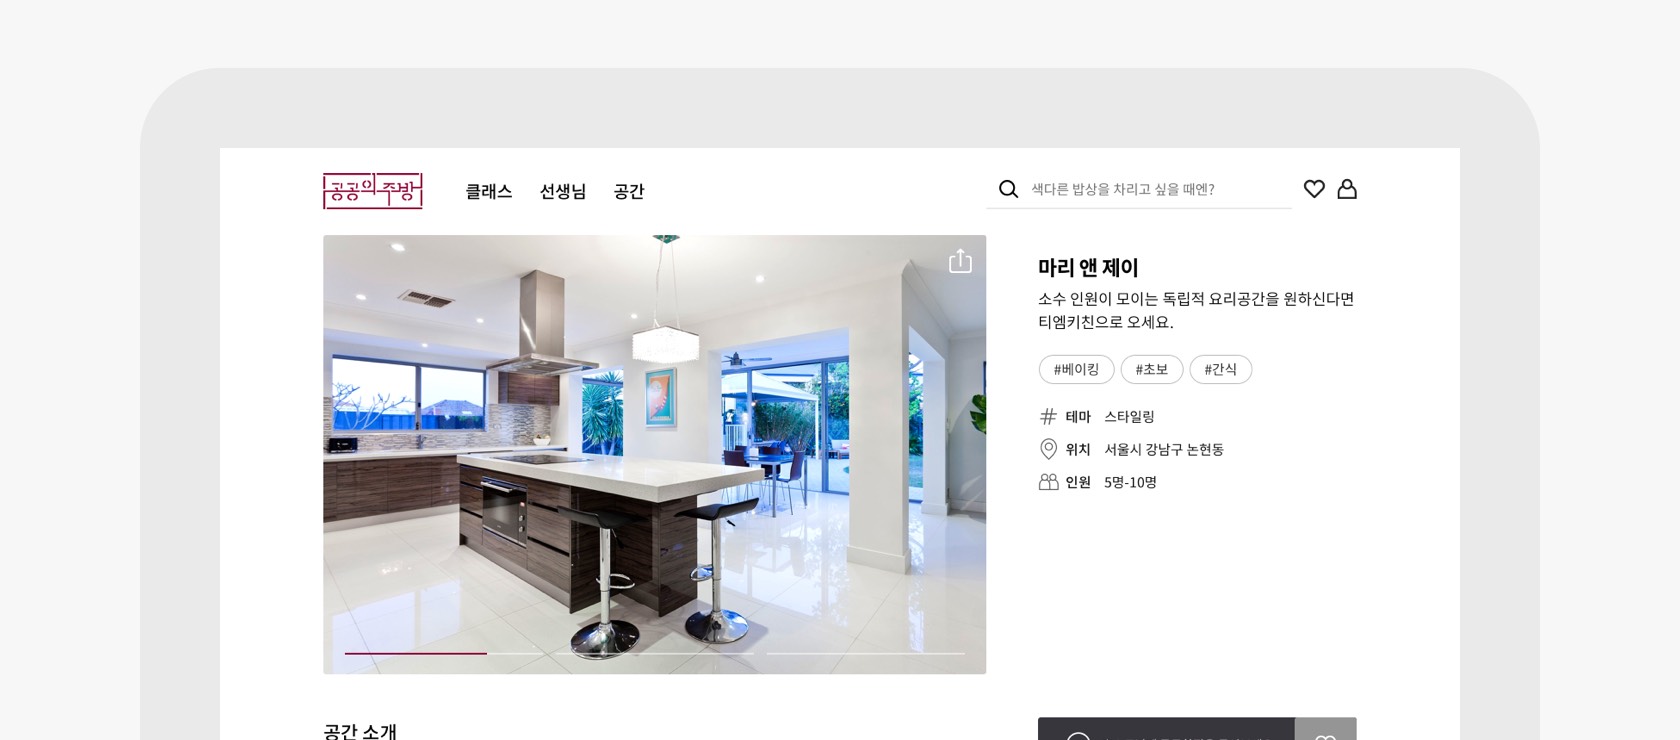 공공의주방
클래스 선생님 공간
색다른 밥상을 차리고 싶을 때엔?
마리 앤 제이
소수 인원이 모이는 독립적 요리공간을 원하신다면
티엠키친으로 오세요.
#베이킹 #초보 #간식
테마 스타일링
위치 서울시 강남구 논현동
인원 5명-10명
공간 소개